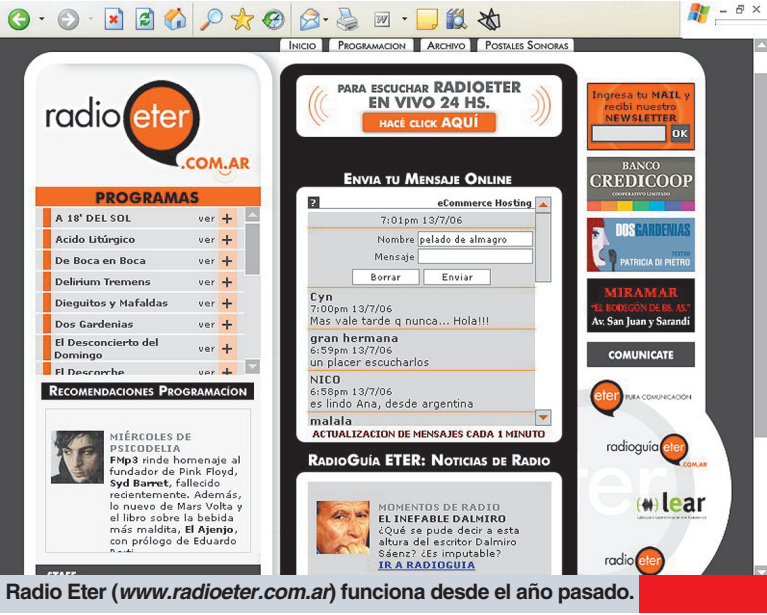 INICIO
PROGRAMACION
ARCHIVO
POSTALES SONORAS
radio eter
.COM.AR
PROGRAMAS
A 18' DEL SOL ver +
Acido Litúrgico ver +
De Boca en Boca ver +
Delirium Tremens ver +
Dieguitos y Mafaldas ver +
Dos Gardenias ver +
El Desconcierto del
Domingo ver +
El Descorche ver +
RECOMENDACIONES PROGRAMACÍON
MIÉRCOLES DE
PSICODELIA
FMp3 rinde homenaje al
fundador de Pink Floyd,
Syd Barret, fallecido
recientemente. Además,
lo nuevo de Mars Volta y
el libro sobre la bebida
más maldita, El Ajenjo,
con prólogo de Eduardo
STAFF
PARA ESCUCHAR RADIOETER
EN VIVO 24 HS.
HACÉ CLICK AQUÍ
ENVIA TU MENSAJE ONLINE
? eCommerce Hosting
7:01pm 13/7/06
Nombre pelado de almagro
Mensaje
Borrar Enviar
Cyn
7:00pm 13/7/06
Mas vale tarde q nunca... Hola!!!
gran hermana
6:59pm 13/7/06
un placer escucharlos
NICO
6:58pm 13/7/06
es lindo Ana, desde argentina
malala
ACTUALIZACION DE MENSAJES CADA 1 MINUTO
RADIOGUÍA ETER: NOTICIAS DE RADIO
MOMENTOS DE RADIO
EL INEFABLE DALMIRO
¿Qué se puede decir a esta
altura del escritor Dalmiro
Sáenz? ¿Es imputable?
IR A RADIOGUIA
Ingresa tu MAIL y
recibi nuestro
NEWSLETTER
OK
BANCO
CREDICOOP
COOPERATIVO LIMITADO
DOSGARDENIAS
TEXTOS
PATRICIA DI PIETRO
MIRAMAR
"EL BODEGÓN DE BS. AS."
Av. San Juan y Sarandí
COMUNICATE
eter PURA COMUNICACIÓN
radioguía eter
.COM.AR
lear
radio eter
Radio Eter (www.radioeter.com.ar) funciona desde el año pasado.